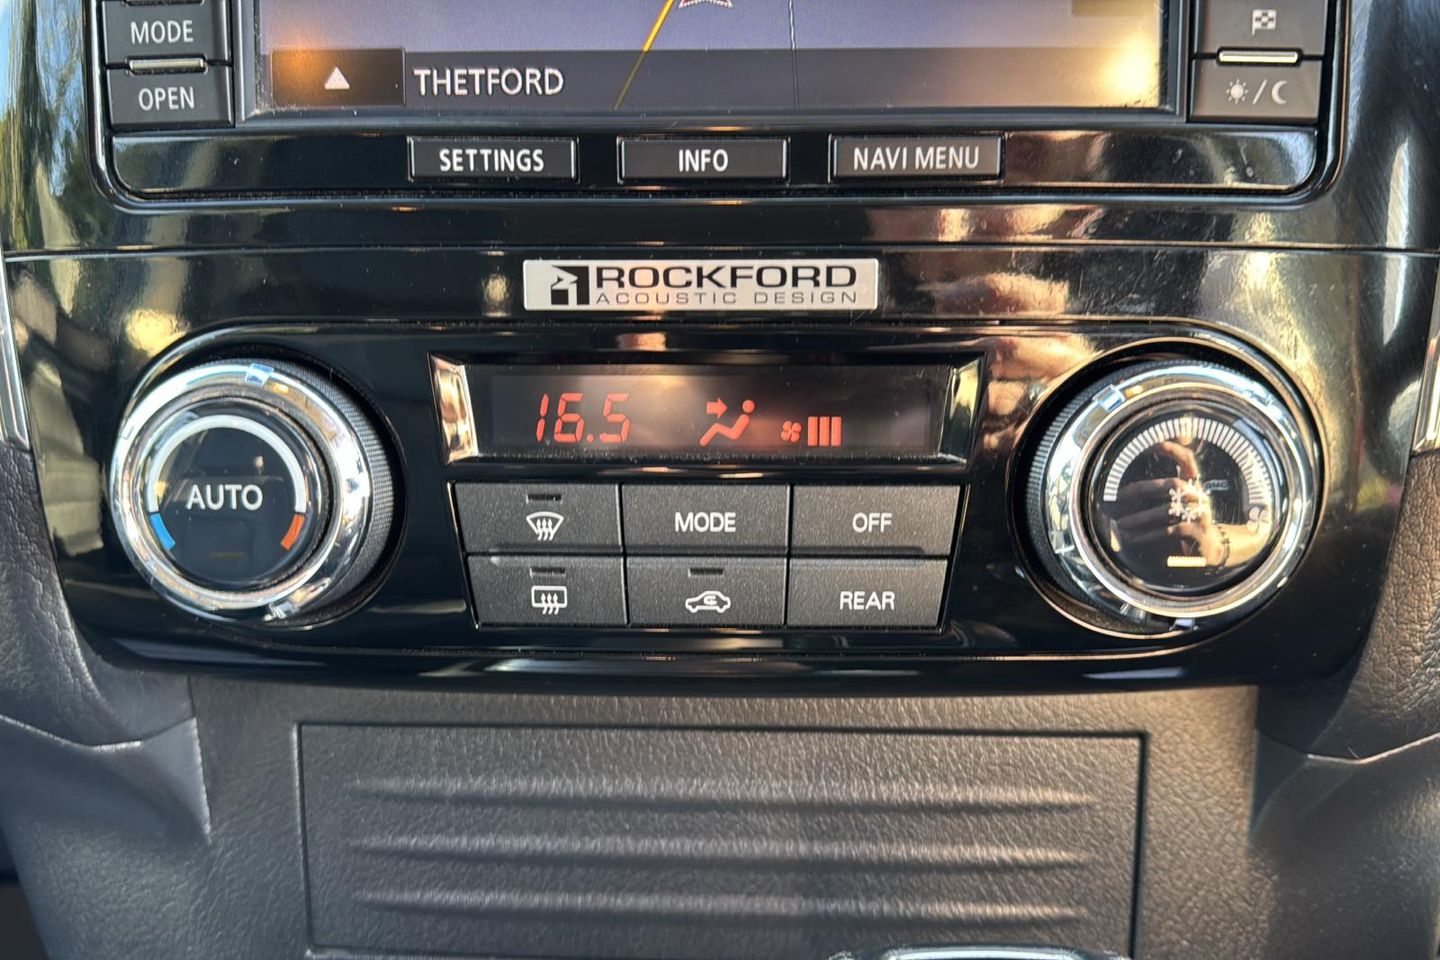 MODE
OPEN
THETFORD
SETTINGS
INFO
NAVI MENU
ROCKFORD
ACOUSTIC DESIGN
16.5
AUTO
MODE
OFF
REAR